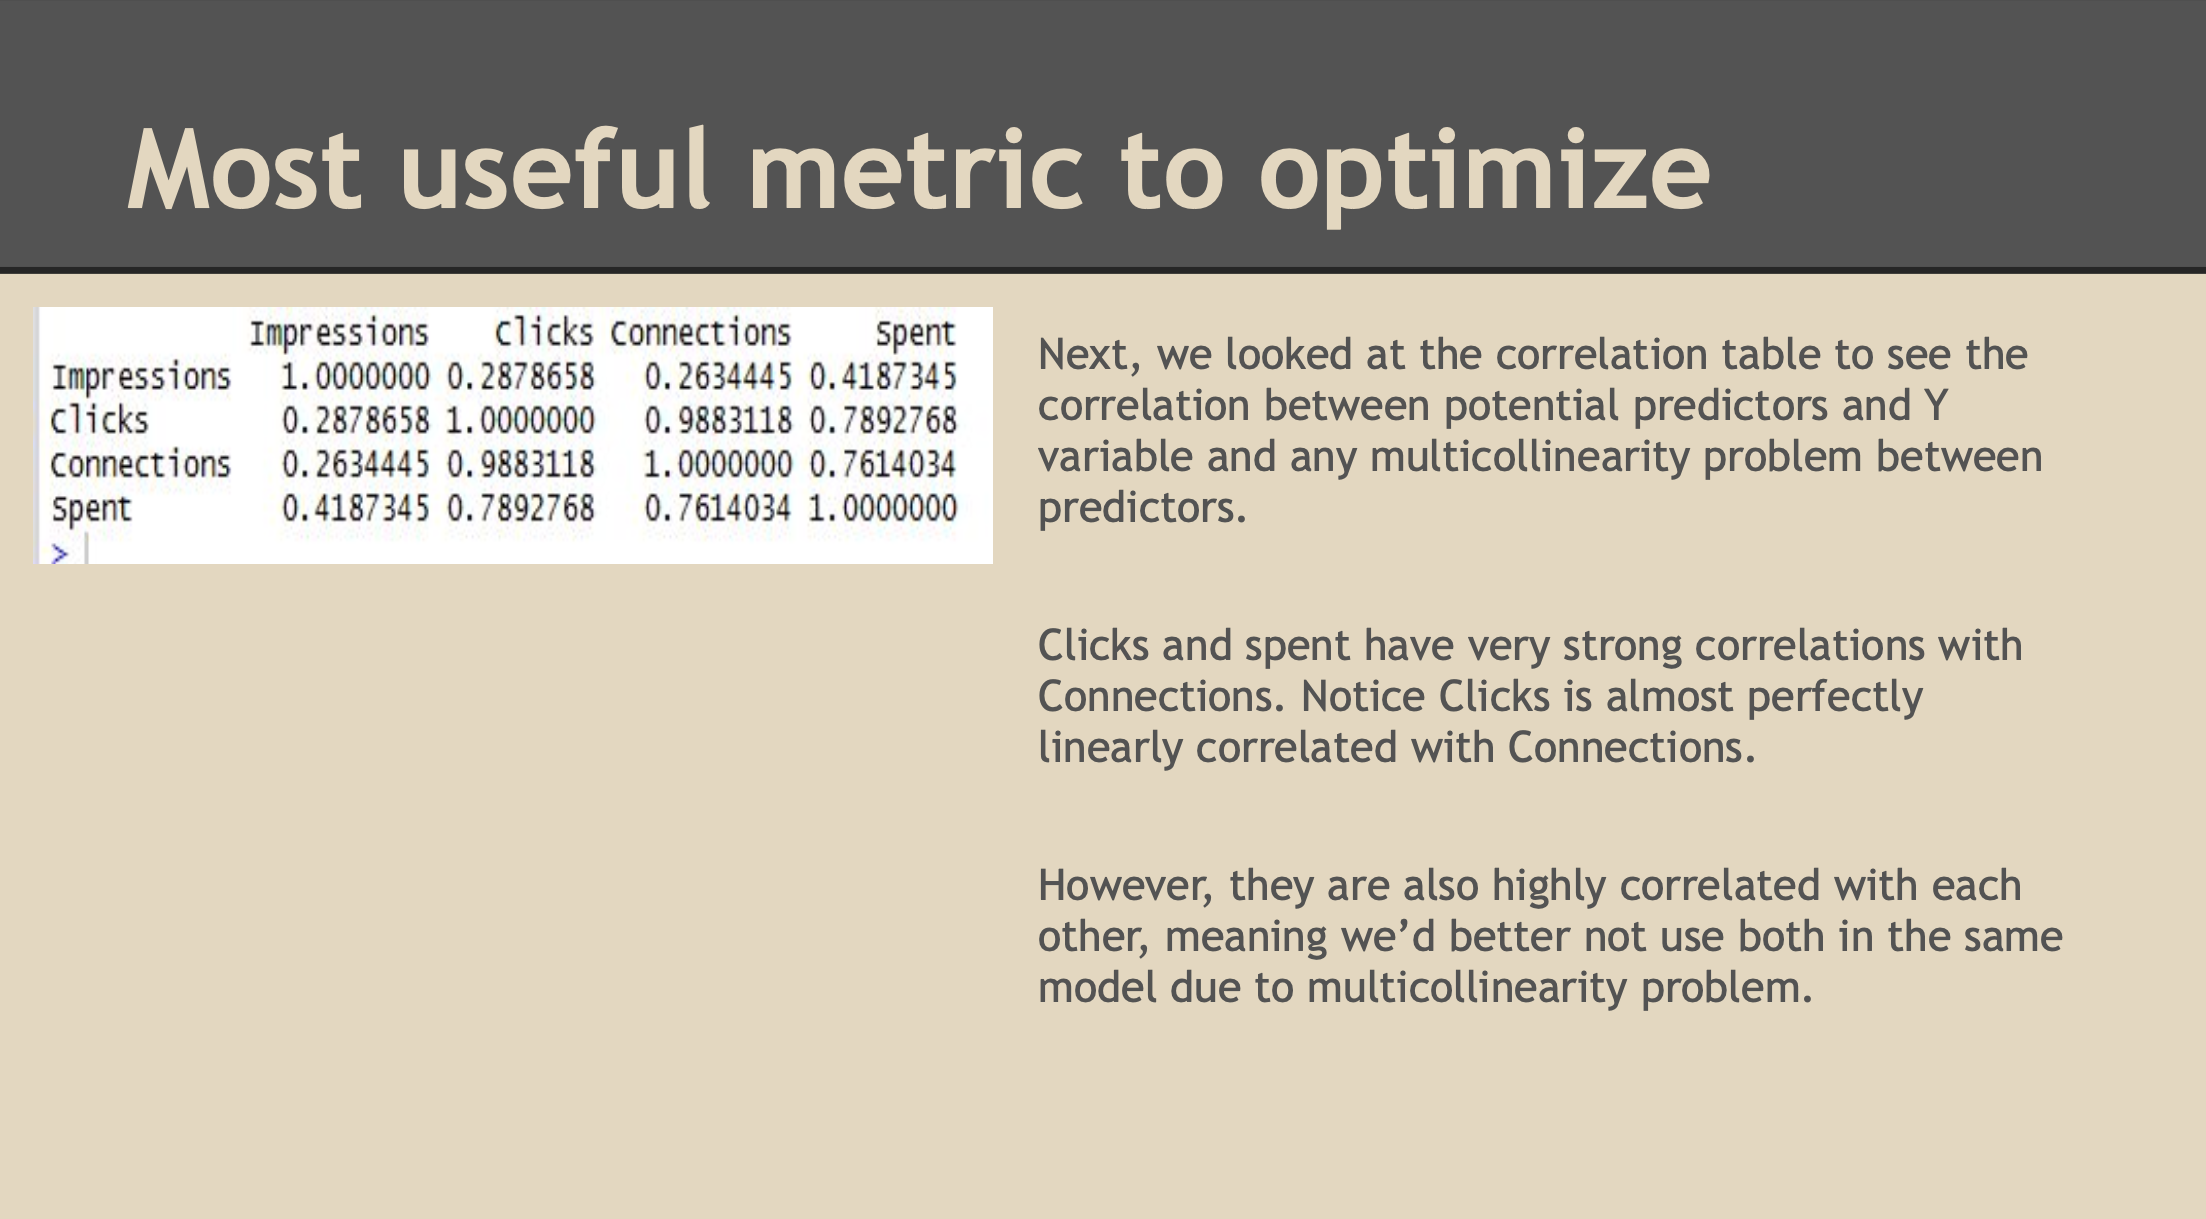 Most useful metric to optimize
Impressions Clicks Connections Spent
Impressions 1.0000000 0.2878658 0.2634445 0.4187345
Clicks 0.2878658 1.0000000 0.9883118 0.7892768
Connections 0.2634445 0.9883118 1.0000000 0.7614034
Spent 0.4187345 0.7892768 0.7614034 1.0000000
>
Next, we looked at the correlation table to see the
correlation between potential predictors and Y
variable and any multicollinearity problem between
predictors.
Clicks and spent have very strong correlations with
Connections. Notice Clicks is almost perfectly
linearly correlated with Connections.
However, they are also highly correlated with each
other, meaning we’d better not use both in the same
model due to multicollinearity problem.